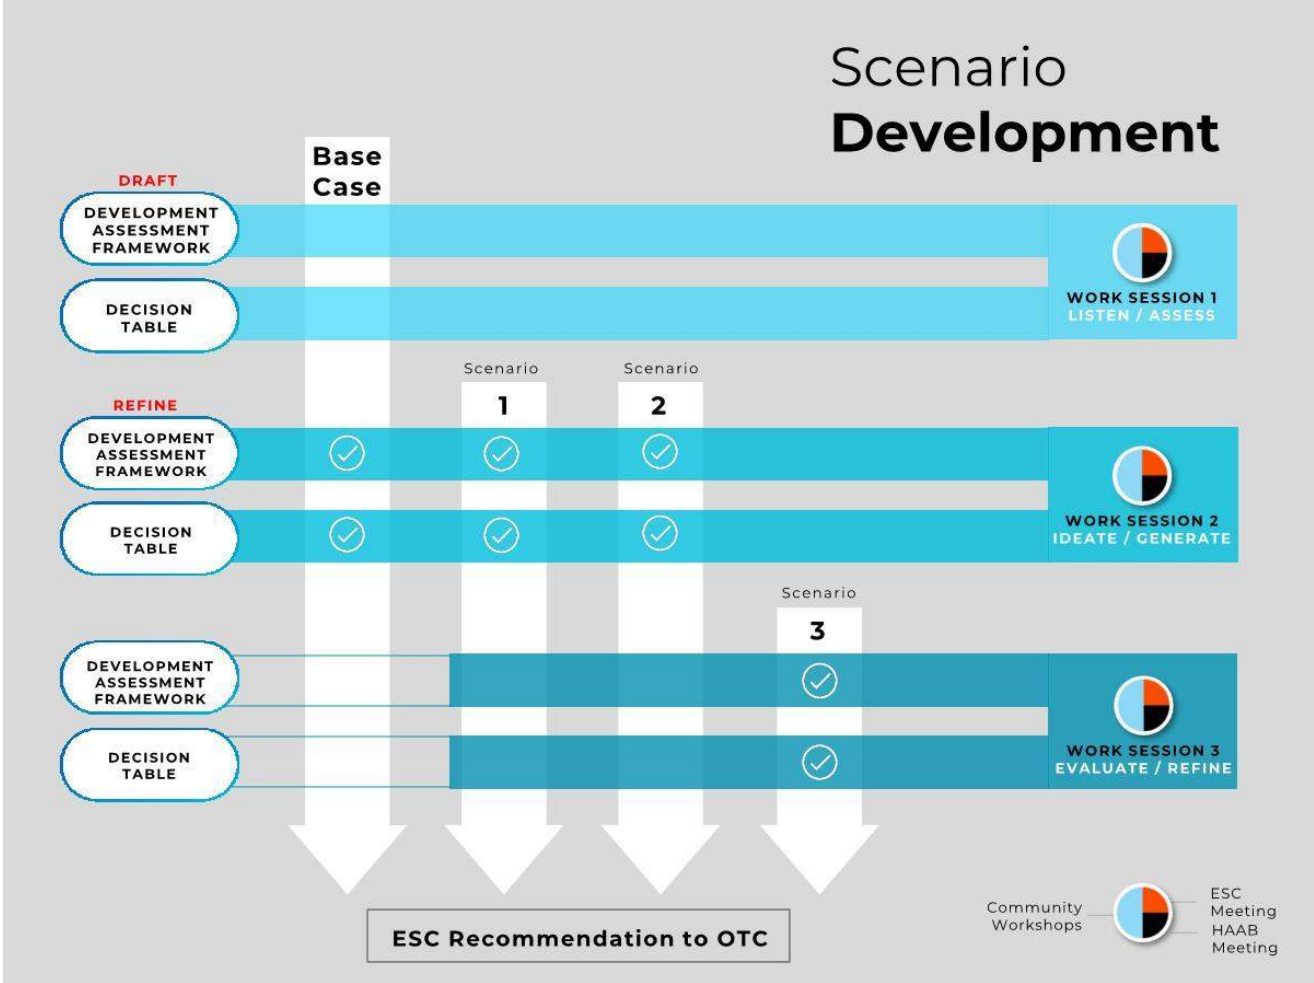 Scenario
Development
Base
Case
DRAFT
DEVELOPMENT
ASSESSMENT
FRAMEWORK
DECISION
TABLE
WORK SESSION 1
LISTEN / ASSESS
Scenario
1
Scenario
2
REFINE
DEVELOPMENT
ASSESSMENT
FRAMEWORK
DECISION
TABLE
WORK SESSION 2
IDEATE / GENERATE
Scenario
3
DEVELOPMENT
ASSESSMENT
FRAMEWORK
DECISION
TABLE
WORK SESSION 3
EVALUATE / REFINE
ESC Recommendation to OTC
Community
Workshops
ESC
Meeting
HAAB
Meeting